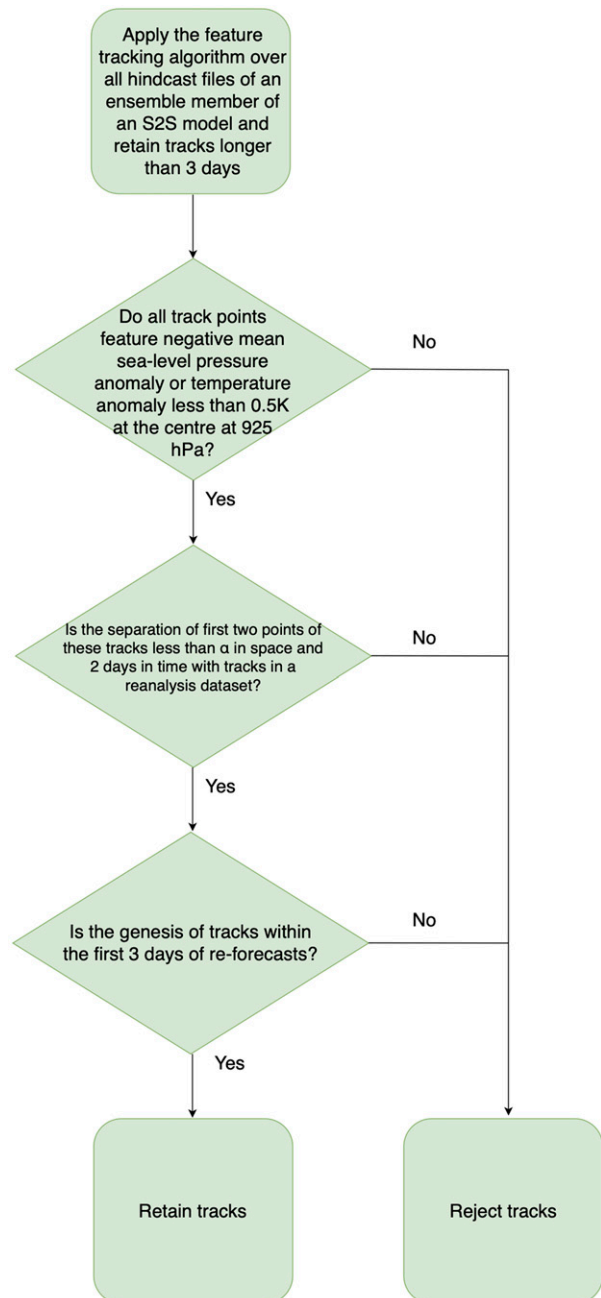 Apply the feature
tracking algorithm over
all hindcast files of an
ensemble member of
an S2S model and
retain tracks longer
than 3 days
Do all track points
feature negative mean
sea-level pressure
anomaly or temperature
anomaly less than 0.5K
at the centre at 925
hPa?
No
Yes
Is the separation of first two points of
these tracks less than α in space and
2 days in time with tracks in a
reanalysis dataset?
No
Yes
Is the genesis of tracks within
the first 3 days of re-forecasts?
No
Yes
Retain tracks
Reject tracks